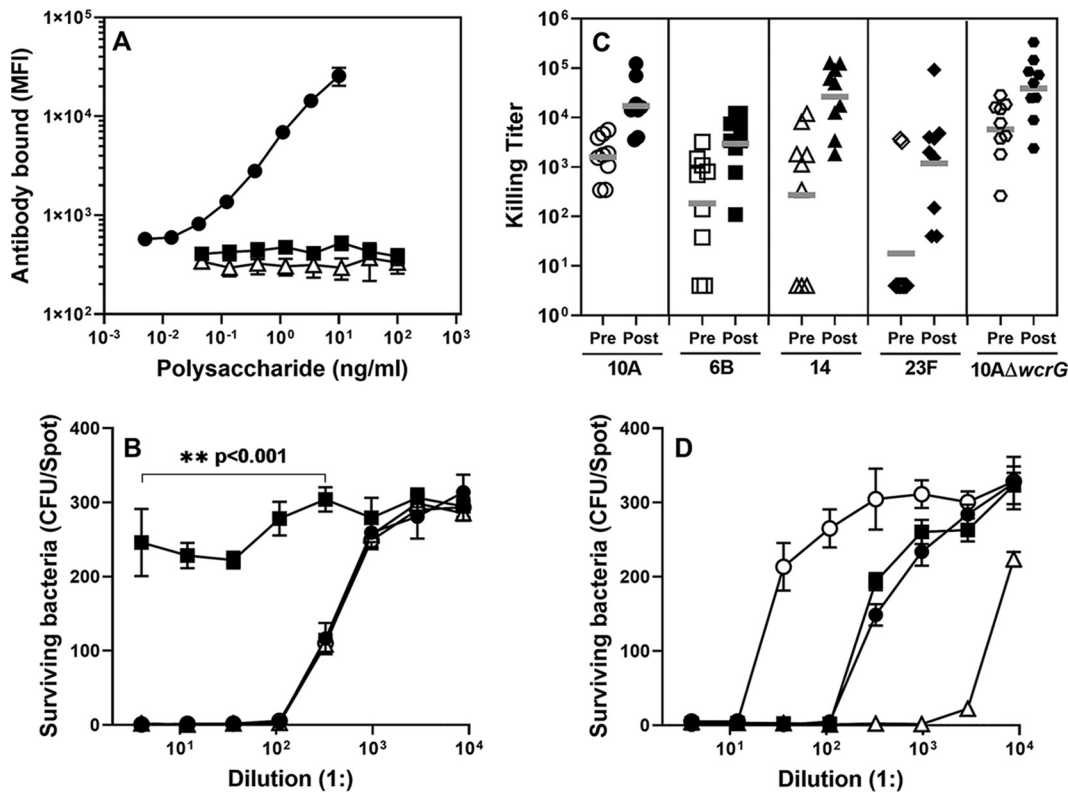 A
Antibody bound (MFI)
1×10⁵
1×10⁴
1×10³
1×10²
10⁻³ 10⁻² 10⁻¹ 10⁰ 10¹ 10² 10³
Polysaccharide (ng/ml)
C
Killing Titer
10⁶
10⁵
10⁴
10³
10²
10¹
10⁰
Pre Post Pre Post Pre Post Pre Post Pre Post
10A 6B 14 23F 10AΔwcrG
B
** p<0.001
Surviving bacteria (CFU/Spot)
400
300
200
100
0
10¹ 10² 10³ 10⁴
Dilution (1:)
D
Surviving bacteria (CFU/Spot)
400
300
200
100
0
10¹ 10² 10³ 10⁴
Dilution (1:)